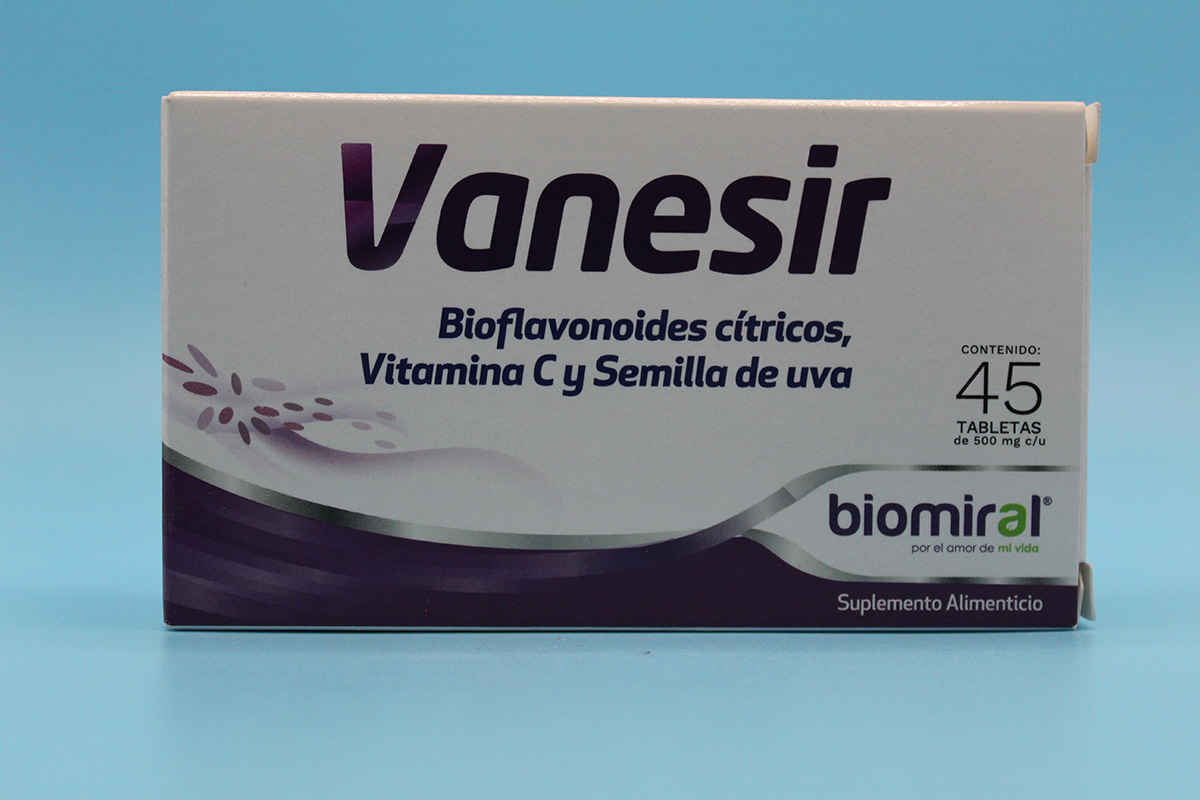 Vanesir
Bioflavonoides cítricos,
Vitamina C y Semilla de uva
CONTENIDO:
45
TABLETAS
de 500 mg c/u
biomiral®
por el amor de mi vida
Suplemento Alimenticio